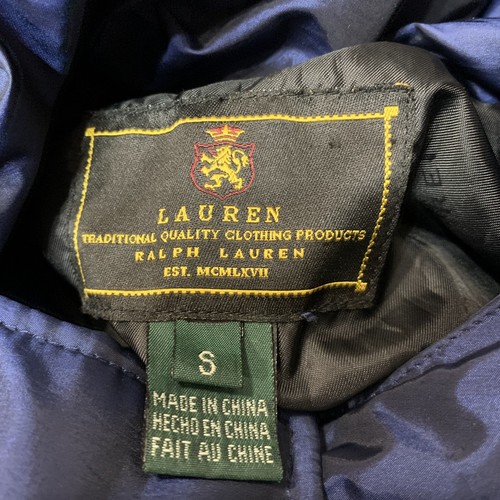 LAUREN
TRADITIONAL QUALITY CLOTHING PRODUCTS
RALPH LAUREN
EST. MCMLXVII
S
MADE IN CHINA
HECHO EN CHINA
FAIT AU CHINE